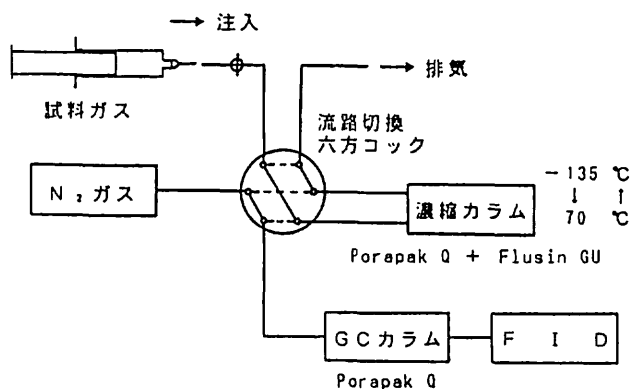 → 注入
→ 排気
試料ガス
流路切換
六方コック
N₂ガス
濃縮カラム
－135 ℃
↓ ↑
70 ℃
Porapak Q + Flusin GU
GCカラム
F I D
Porapak Q